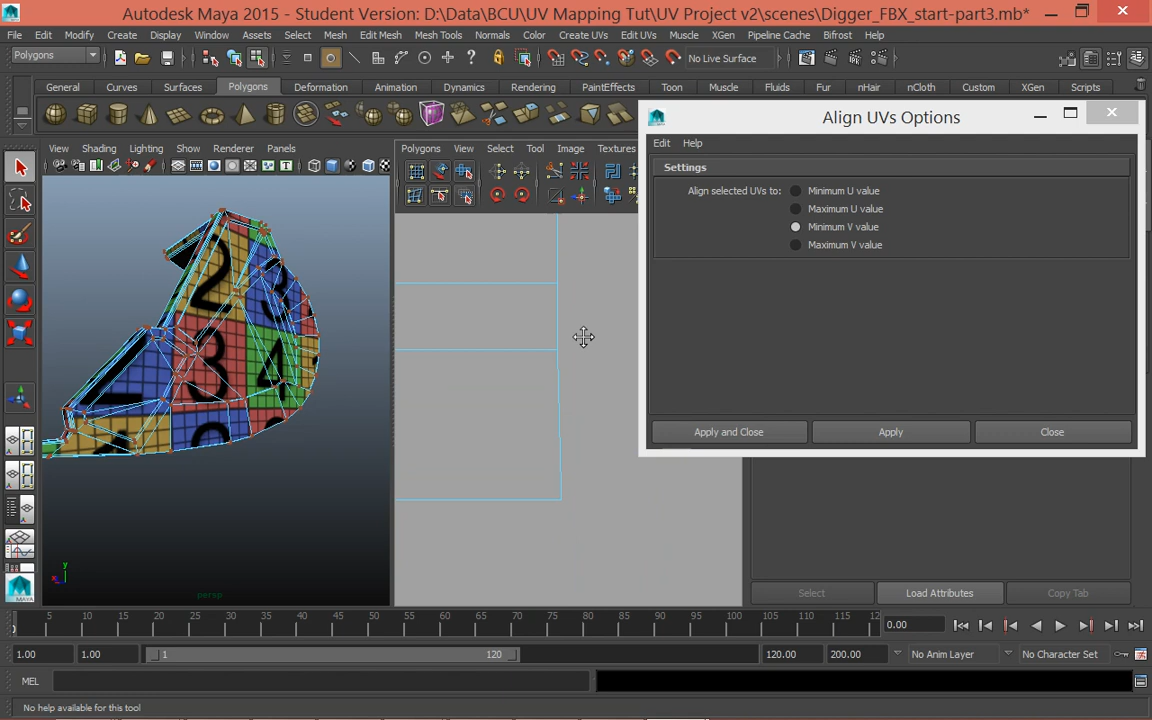 Autodesk Maya 2015 - Student Version: D:\Data\BCU\UV Mapping Tut\UV Project v2\scenes\Digger_FBX_start-part3.mb*
File Edit Modify Create Display Window Assets Select Mesh Edit Mesh Mesh Tools Normals Color Create UVs Edit UVs Muscle XGen Pipeline Cache Bifrost Help
Polygons No Live Surface
General Curves Surfaces Polygons Deformation Animation Dynamics Rendering PaintEffects Toon Muscle Fluids Fur nHair nCloth Custom XGen Scripts
Align UVs Options
View Shading Lighting Show Renderer Panels
Polygons View Select Tool Image Textures
Edit Help
Settings
Align selected UVs to: Minimum U value
Maximum U value
Minimum V value
Maximum V value
2
3
3
4
Apply and Close Apply Close
y
persp
Select Load Attributes Copy Tab
5 10 15 20 25 30 35 40 45 50 55 60 65 70 75 80 85 90 95 100 105 110 115 12
0.00
1.00 1.00 1 120 120.00 200.00 No Anim Layer No Character Set
MEL
No help available for this tool